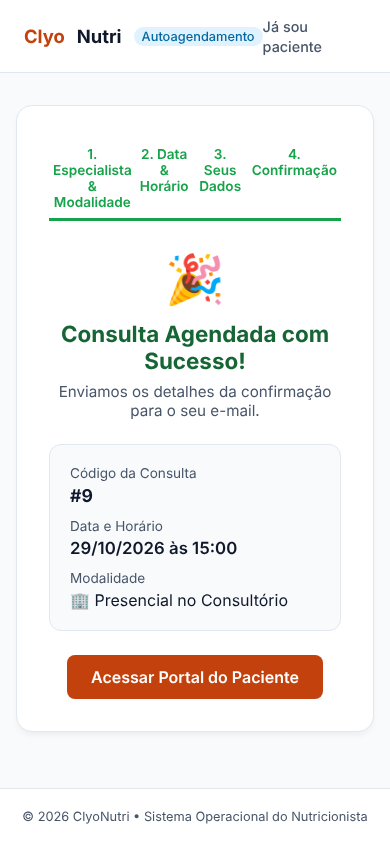 Clyo Nutri Autoagendamento Já sou
paciente
1.
Especialista
&
Modalidade
2. Data
&
Horário
3.
Seus
Dados
4.
Confirmação
Consulta Agendada com
Sucesso!
Enviamos os detalhes da confirmação
para o seu e-mail.
Código da Consulta
#9
Data e Horário
29/10/2026 às 15:00
Modalidade
🏢 Presencial no Consultório
Acessar Portal do Paciente
© 2026 ClyoNutri • Sistema Operacional do Nutricionista